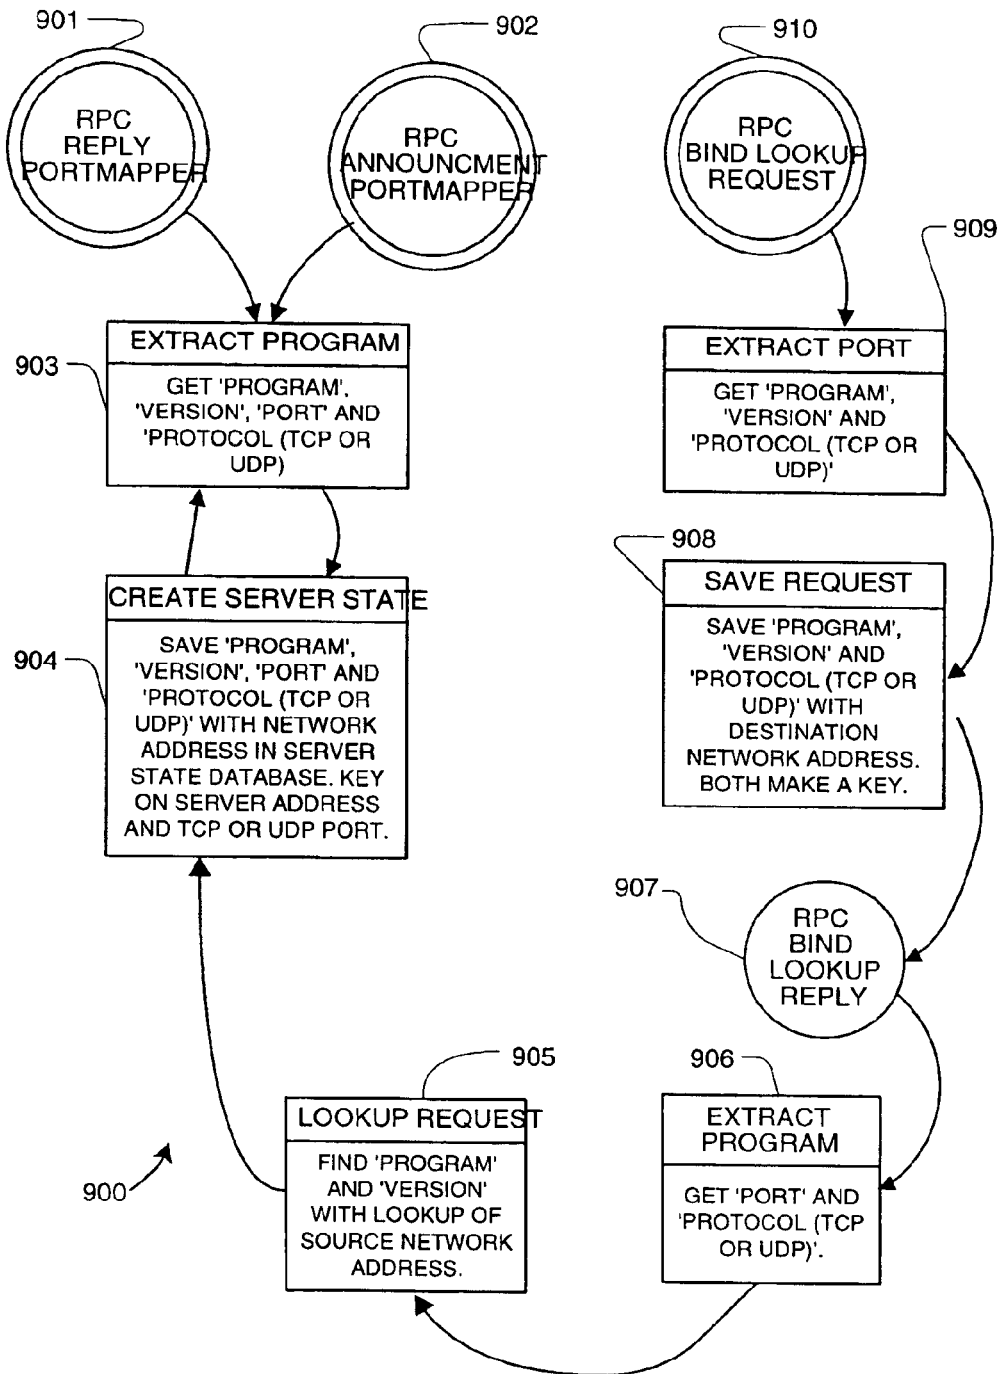 901
RPC
REPLY
PORTMAPPER
902
RPC
ANNOUNCMENT
PORTMAPPER
910
RPC
BIND LOOKUP
REQUEST
909
903
EXTRACT PROGRAM
GET 'PROGRAM',
'VERSION', 'PORT' AND
'PROTOCOL (TCP OR
UDP)
EXTRACT PORT
GET 'PROGRAM',
'VERSION' AND
'PROTOCOL (TCP OR
UDP)'
908
SAVE REQUEST
SAVE 'PROGRAM',
'VERSION' AND
'PROTOCOL (TCP OR
UDP)' WITH
DESTINATION
NETWORK ADDRESS.
BOTH MAKE A KEY.
904
CREATE SERVER STATE
SAVE 'PROGRAM',
'VERSION', 'PORT' AND
'PROTOCOL (TCP OR
UDP)' WITH NETWORK
ADDRESS IN SERVER
STATE DATABASE. KEY
ON SERVER ADDRESS
AND TCP OR UDP PORT.
907
RPC
BIND
LOOKUP
REPLY
906
EXTRACT
PROGRAM
GET 'PORT' AND
'PROTOCOL (TCP
OR UDP)'.
905
LOOKUP REQUEST
FIND 'PROGRAM'
AND 'VERSION'
WITH LOOKUP OF
SOURCE NETWORK
ADDRESS.
900